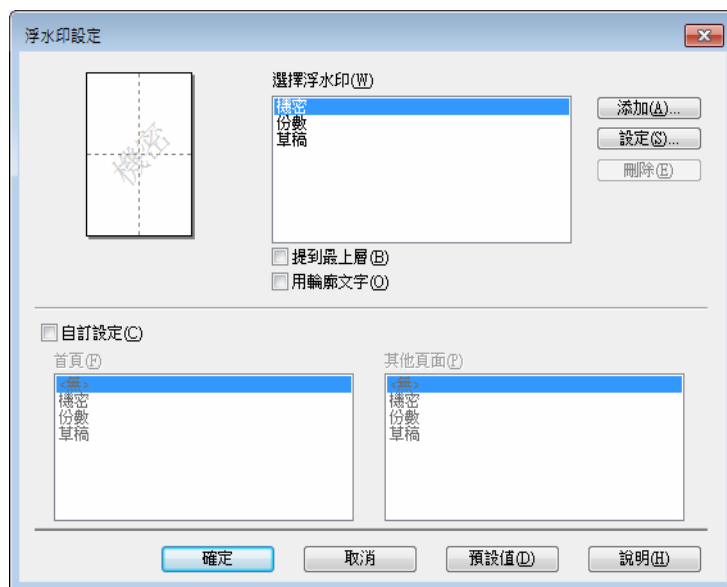 浮水印設定
機密
選擇浮水印(W)
機密
份數
草稿
添加(A)...
設定(S)...
刪除(E)
提到最上層(B)
用輪廓文字(O)
自訂設定(C)
首頁(F)
<無>
機密
份數
草稿
其他頁面(P)
<無>
機密
份數
草稿
確定
取消
預設值(D)
說明(H)